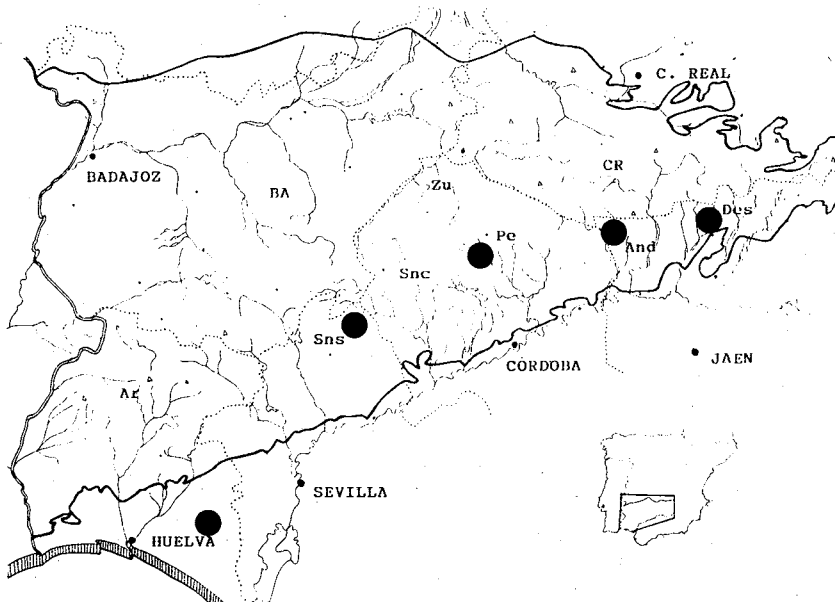 C. REAL
BADAJOZ
BA
Zu
CR
Des
Pe
And
Snc
Sns
CORDOBA
JAEN
Ar
SEVILLA
HUELVA